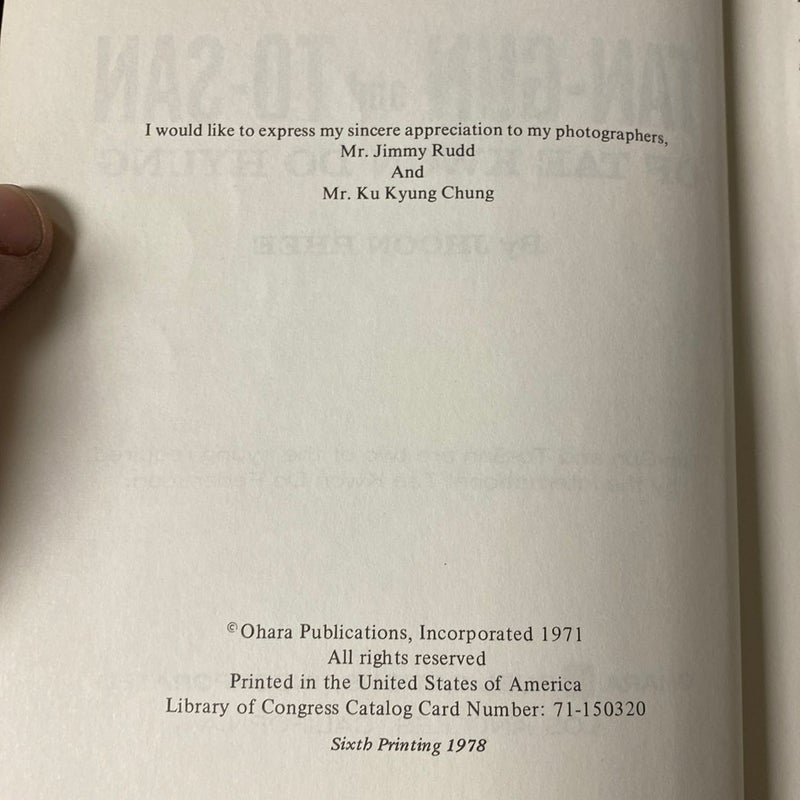 I would like to express my sincere appreciation to my photographers,
Mr. Jimmy Rudd
And
Mr. Ku Kyung Chung
©Ohara Publications, Incorporated 1971
All rights reserved
Printed in the United States of America
Library of Congress Catalog Card Number: 71-150320
Sixth Printing 1978